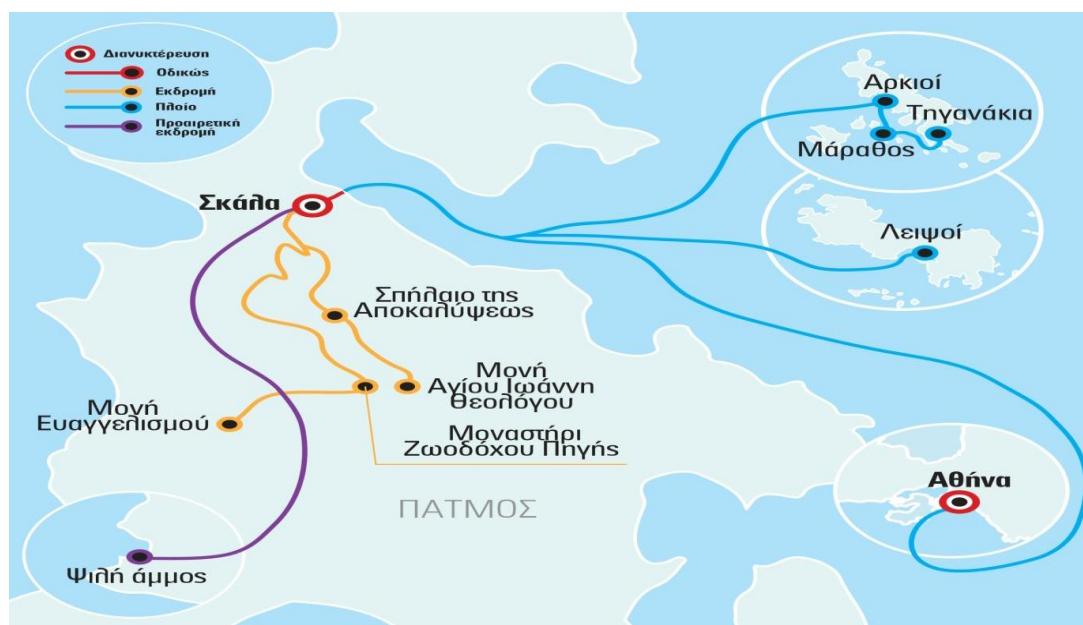 Διανυκτέρευση
Οδικώς
Εκδρομή
Πλοίο
Προαιρετική
εκδρομή
Αρκιοί
Τηγανάκια
Μάραθος
Σκάλα
Λειψοί
Σπήλαιο της
Αποκαλύψεως
Μονή
Αγίου Ιωάννη
Θεολόγου
Μονή
Ευαγγελισμού
Μοναστήρι
Ζωοδόχου Πηγής
Αθήνα
ΠΑΤΜΟΣ
Ψιλή άμμος